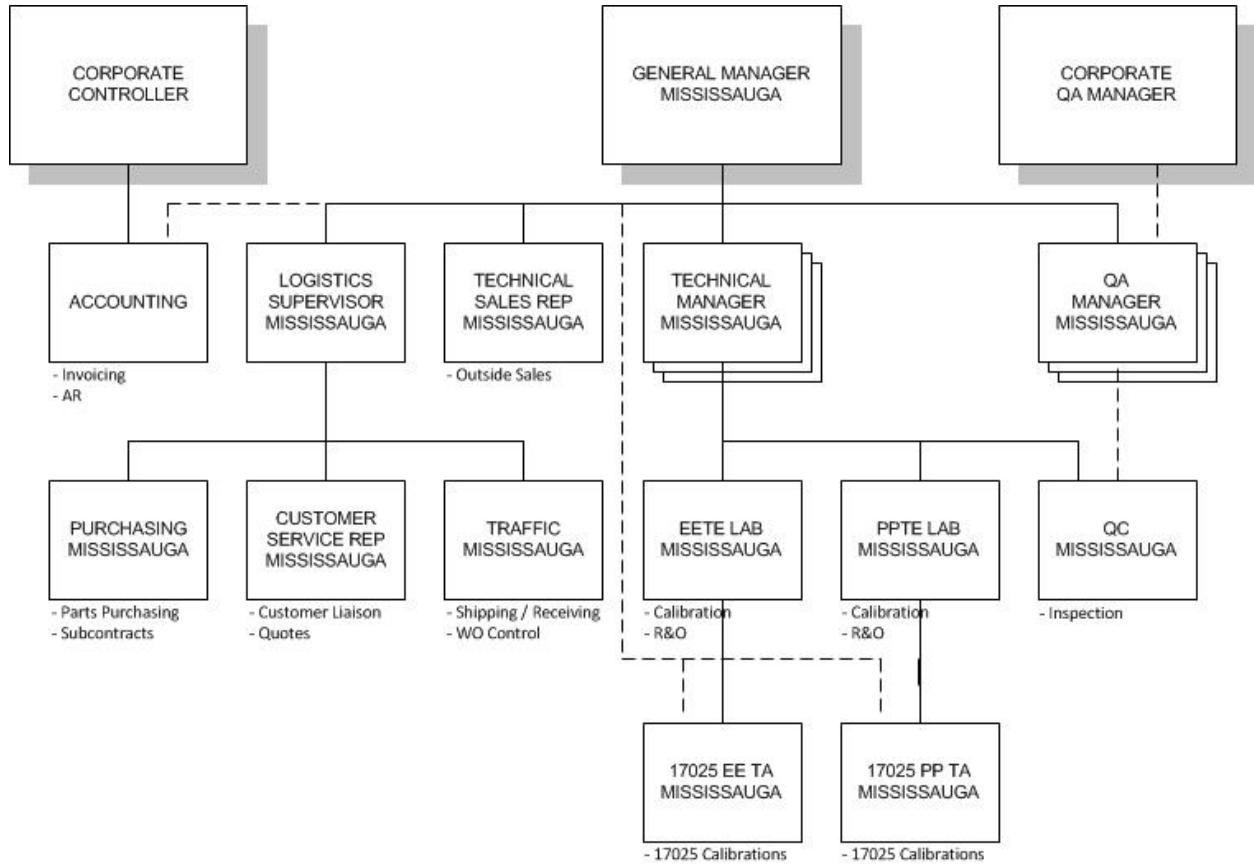 CORPORATE
CONTROLLER
GENERAL MANAGER
MISSISSAUGA
CORPORATE
QA MANAGER
ACCOUNTING
- Invoicing
- AR
LOGISTICS
SUPERVISOR
MISSISSAUGA
TECHNICAL
SALES REP
MISSISSAUGA
- Outside Sales
TECHNICAL
MANAGER
MISSISSAUGA
QA
MANAGER
MISSISSAUGA
PURCHASING
MISSISSAUGA
- Parts Purchasing
- Subcontracts
CUSTOMER
SERVICE REP
MISSISSAUGA
- Customer Liaison
- Quotes
TRAFFIC
MISSISSAUGA
- Shipping / Receiving
- WO Control
EETE LAB
MISSISSAUGA
- Calibration
- R&O
PPTE LAB
MISSISSAUGA
- Calibration
- R&O
QC
MISSISSAUGA
- Inspection
17025 EE TA
MISSISSAUGA
- 17025 Calibrations
17025 PP TA
MISSISSAUGA
- 17025 Calibrations